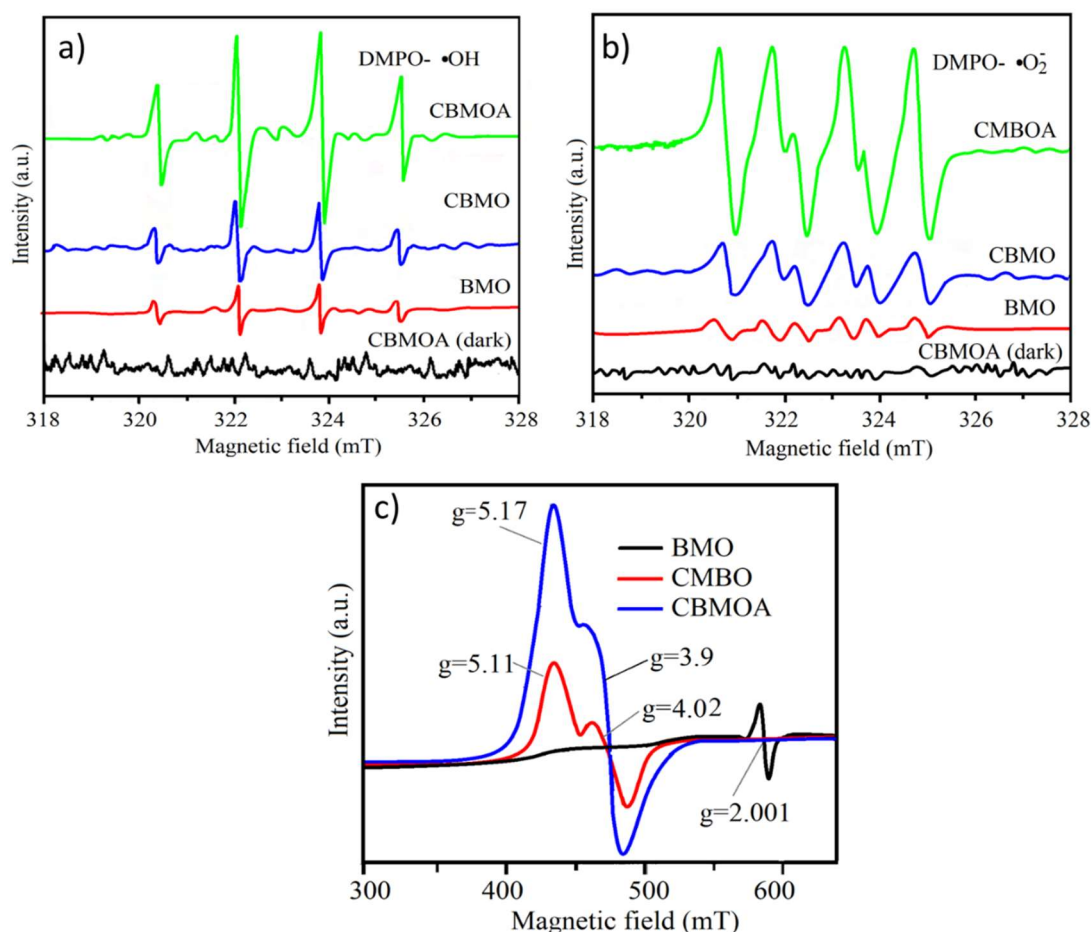 a)
DMPO- •OH
CBMOA
CBMO
BMO
CBMOA (dark)
Intensity (a.u.)
318 320 322 324 326 328
Magnetic field (mT)
b)
DMPO- •O₂⁻
CMBOA
CBMO
BMO
CBMOA (dark)
Intensity (a.u.)
318 320 322 324 326 328
Magnetic field (mT)
c)
g=5.17
BMO
CMBO
CBMOA
g=5.11
g=3.9
g=4.02
g=2.001
Intensity (a.u.)
300 400 500 600
Magnetic field (mT)